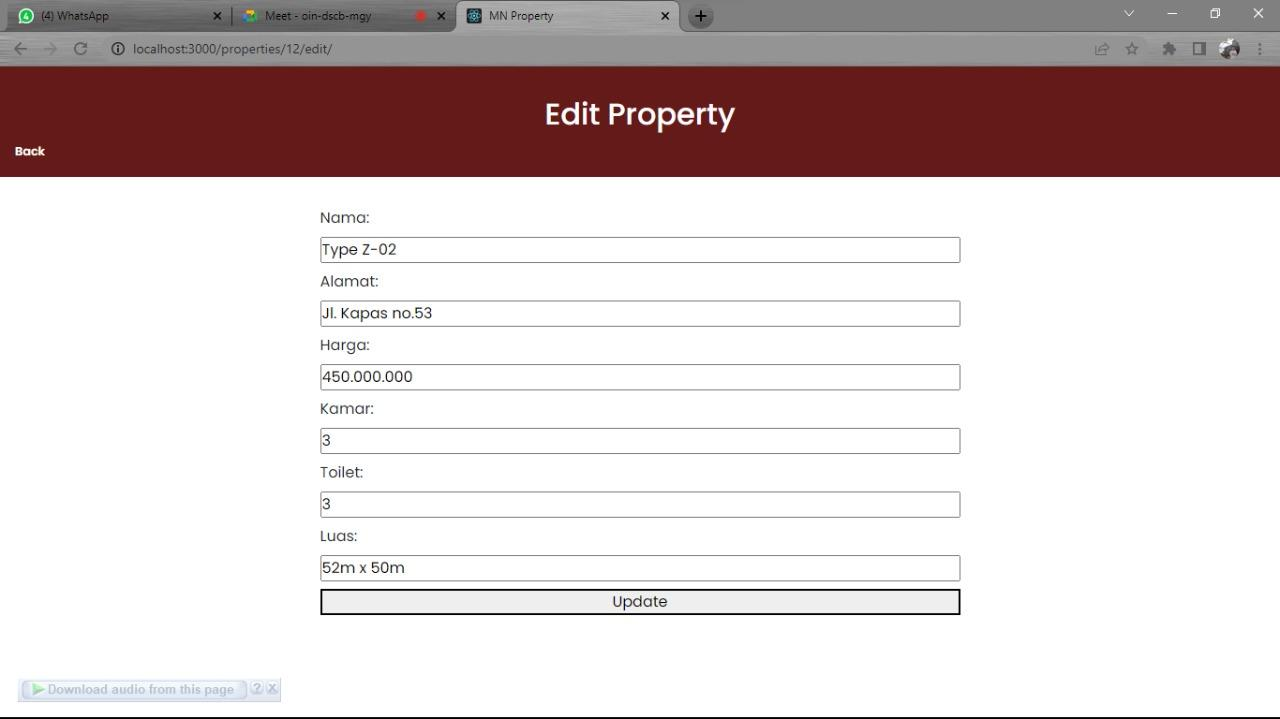 (4) WhatsApp
Meet - oin-dscb-mgy
MN Property
localhost:3000/properties/12/edit/
Edit Property
Back
Nama:
Type Z-02
Alamat:
Jl. Kapas no.53
Harga:
450.000.000
Kamar:
3
Toilet:
3
Luas:
52m x 50m
Update
Download audio from this page ? X